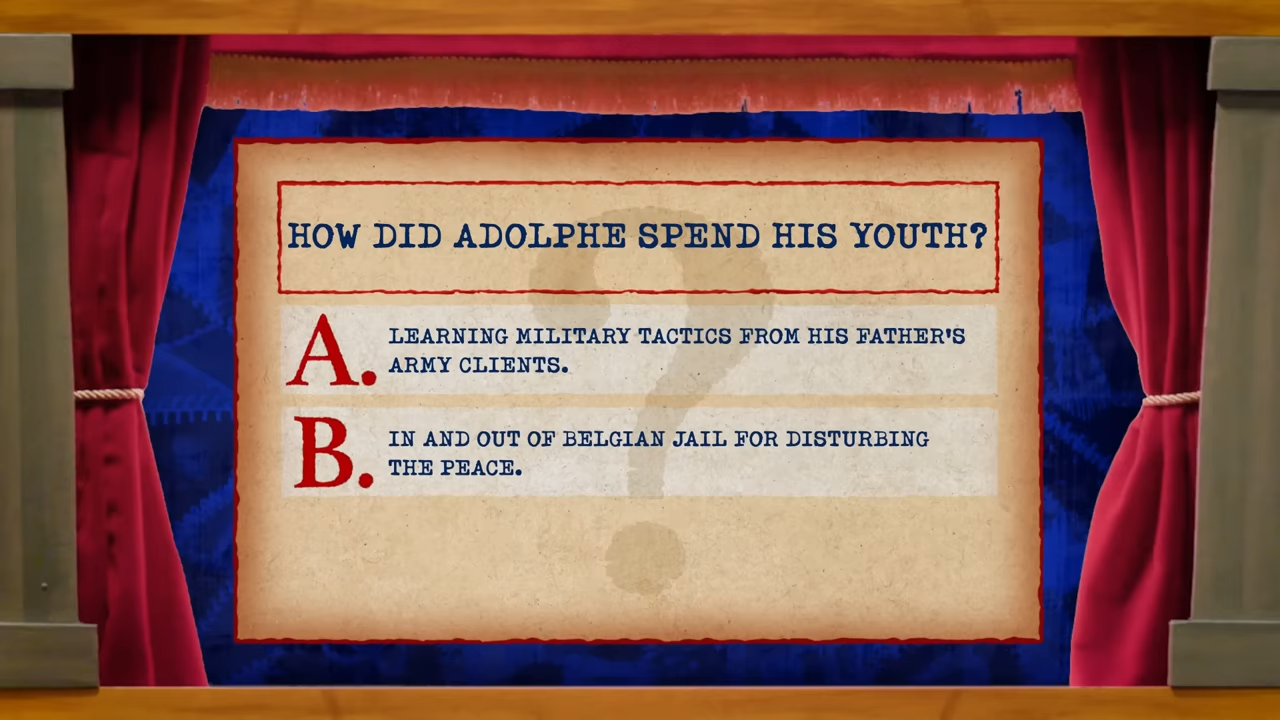 HOW DID ADOLPHE SPEND HIS YOUTH?
A. LEARNING MILITARY TACTICS FROM HIS FATHER'S
ARMY CLIENTS.
B. IN AND OUT OF BELGIAN JAIL FOR DISTURBING
THE PEACE.